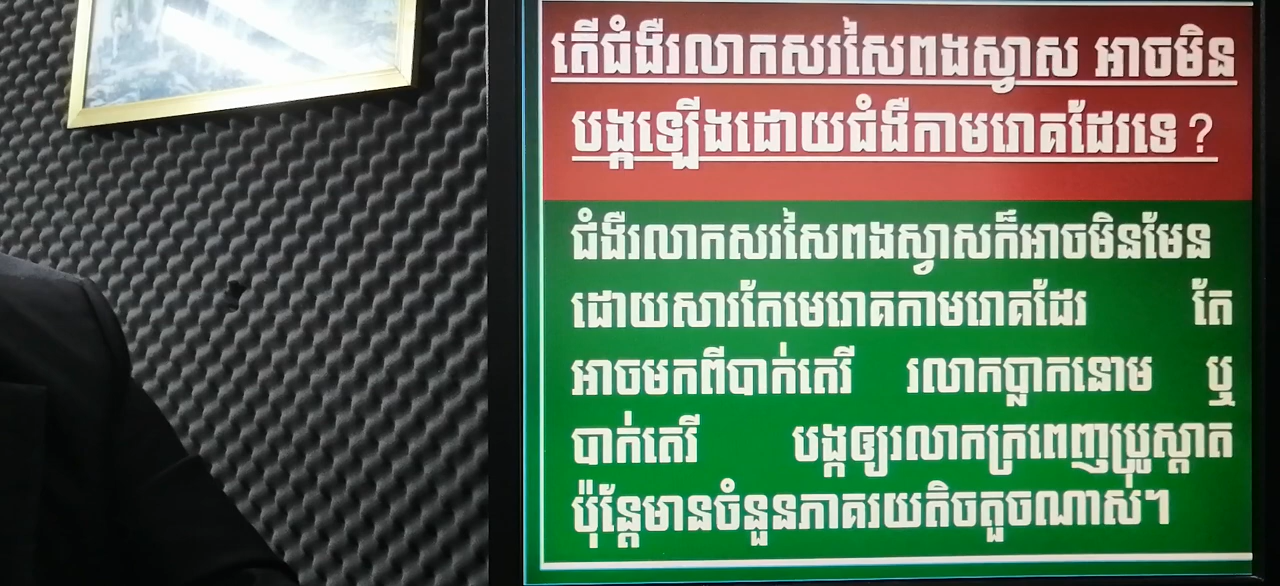 តើជំងឺរលាកសរសៃពងស្វាស អាចមិន
បង្កឡើងដោយជំងឺកាមរោគដែរទេ ?
ជំងឺរលាកសរសៃពងស្វាសក៏អាចមិនមែន
ដោយសារតែមេរោគកាមរោគដែរ តែ
អាចមកពីបាក់តេរី រលាកប្លោកនោម ឬ
បាក់តេរី បង្កឲ្យរលាកក្រពេញប្រូស្តាត
ប៉ុន្តែមានចំនួនភាគរយតិចតួចណាស់។